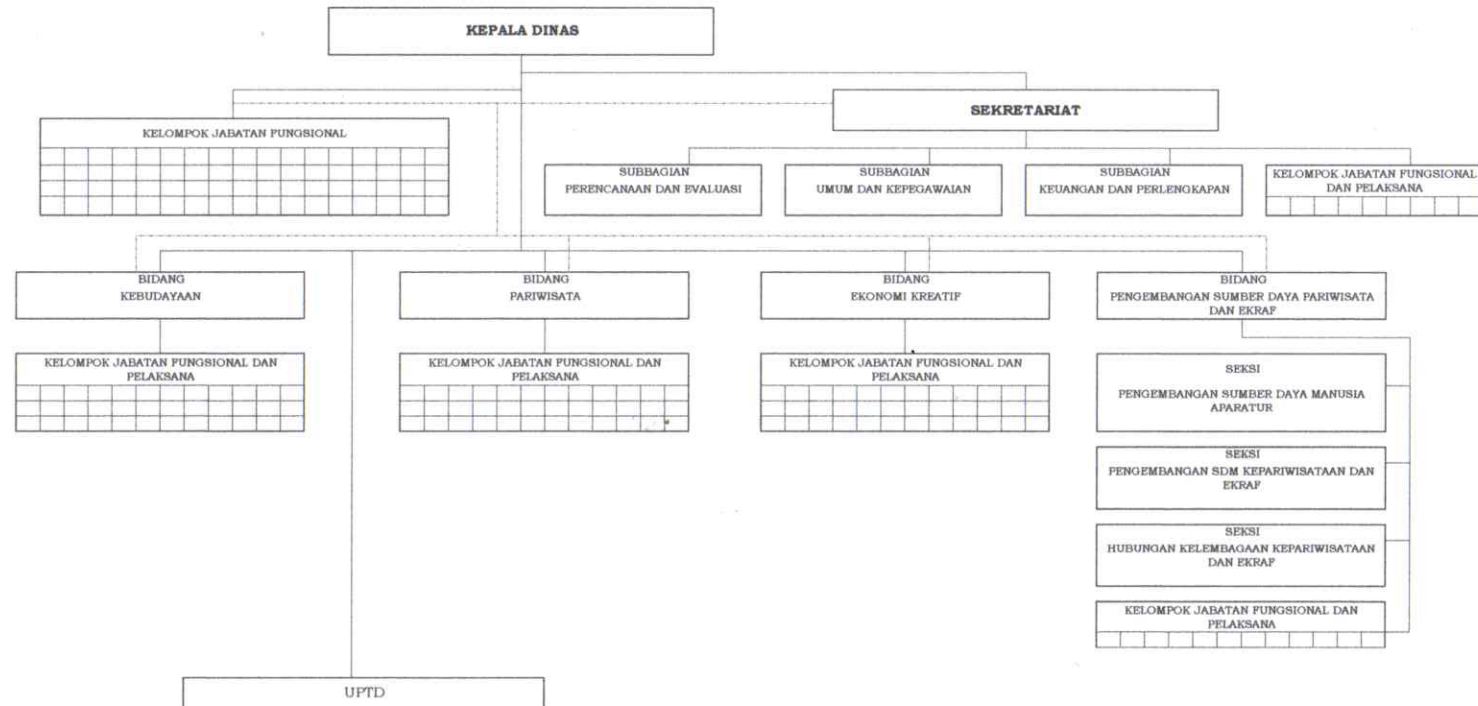 KEPALA DINAS
SEKRETARIAT
KELOMPOK JABATAN FUNGSIONAL
SUBBAGIAN
PERENCANAAN DAN EVALUASI
SUBBAGIAN
UMUM DAN KEPEGAWAIAN
SUBBAGIAN
KEUANGAN DAN PERLENGKAPAN
KELOMPOK JABATAN FUNGSIONAL
DAN PELAKSANA
BIDANG
KEBUDAYAAN
BIDANG
PARIWISATA
BIDANG
EKONOMI KREATIF
BIDANG
PENGEMBANGAN SUMBER DAYA PARIWISATA
DAN EKRAF
KELOMPOK JABATAN FUNGSIONAL DAN
PELAKSANA
KELOMPOK JABATAN FUNGSIONAL DAN
PELAKSANA
KELOMPOK JABATAN FUNGSIONAL DAN
PELAKSANA
SEKSI
PENGEMBANGAN SUMBER DAYA MANUSIA
APARATUR
SEKSI
PENGEMBANGAN SDM KEPARIWISATAAN DAN
EKRAF
SEKSI
HUBUNGAN KELEMBAGAAN KEPARIWISATAAN
DAN EKRAF
KELOMPOK JABATAN FUNGSIONAL DAN
PELAKSANA
UPTD